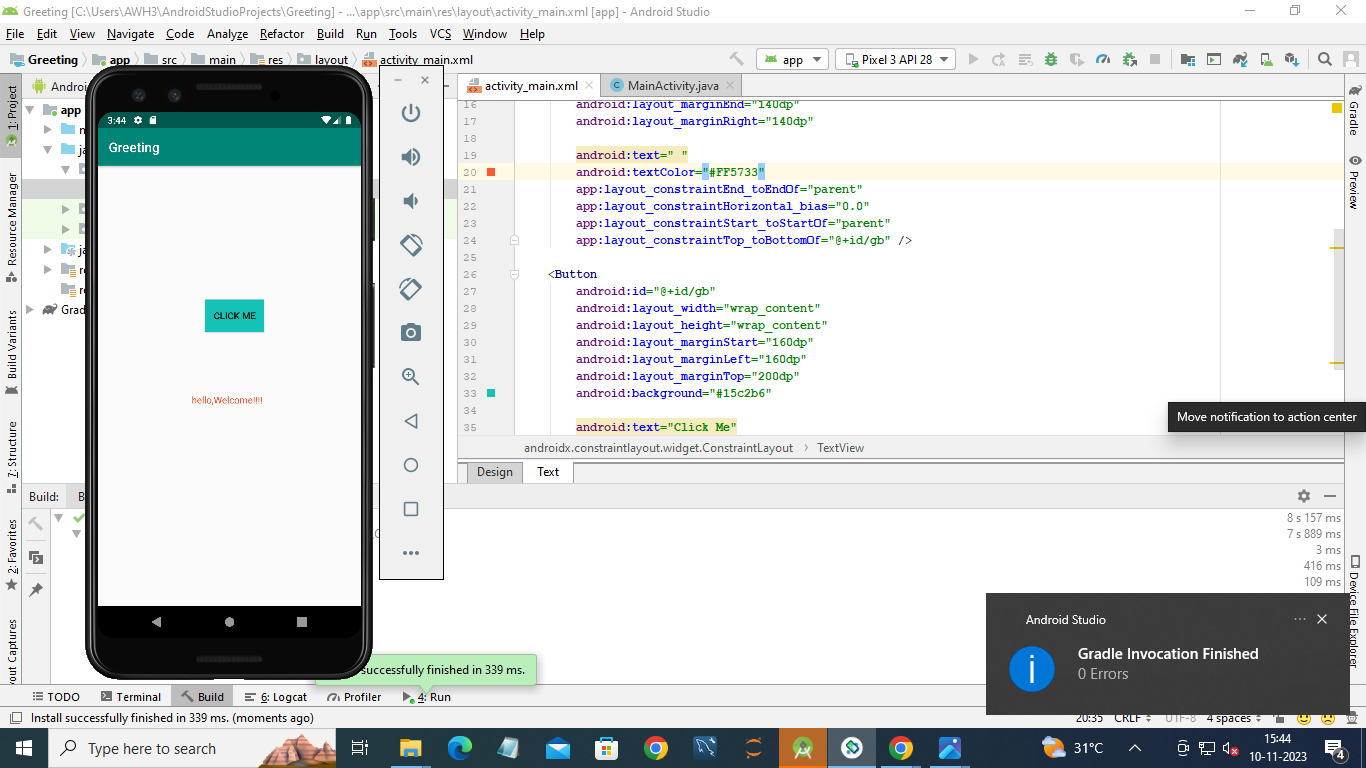 Greeting [C:\Users\AWH3\AndroidStudioProjects\Greeting] - ...\app\src\main\res\layout\activity_main.xml [app] - Android Studio
File Edit View Navigate Code Analyze Refactor Build Run Tools VCS Window Help
Greeting app src main res layout activity_main.xml
app Pixel 3 API 28
1: Project
Resource Manager
Build Variants
7: Structure
2: Favorites
app
Grad
3:44
Greeting
CLICK ME
hello,Welcome!!!!
activity_main.xml MainActivity.java
16 android:layout_marginEnd="140dp"
17 android:layout_marginRight="140dp"
18
19 android:text=" "
20 android:textColor="#FF5733"
21 app:layout_constraintEnd_toEndOf="parent"
22 app:layout_constraintHorizontal_bias="0.0"
23 app:layout_constraintStart_toStartOf="parent"
24 app:layout_constraintTop_toBottomOf="@+id/gb" />
25
26 <Button
27 android:id="@+id/gb"
28 android:layout_width="wrap_content"
29 android:layout_height="wrap_content"
30 android:layout_marginStart="160dp"
31 android:layout_marginLeft="160dp"
32 android:layout_marginTop="200dp"
33 android:background="#15c2b6"
34
35 android:text="Click Me"
androidx.constraintlayout.widget.ConstraintLayout TextView
Design Text
Gradle
Preview
Device File Explorer
Move notification to action center
Build:
8 s 157 ms
7 s 889 ms
3 ms
416 ms
109 ms
Android Studio
Gradle Invocation Finished
0 Errors
successfully finished in 339 ms.
TODO Terminal Build 6: Logcat Profiler 4: Run
Install successfully finished in 339 ms. (moments ago)
20:35 CRLF UTF-8 4 spaces
Type here to search
31°C
15:44
10-11-2023
4